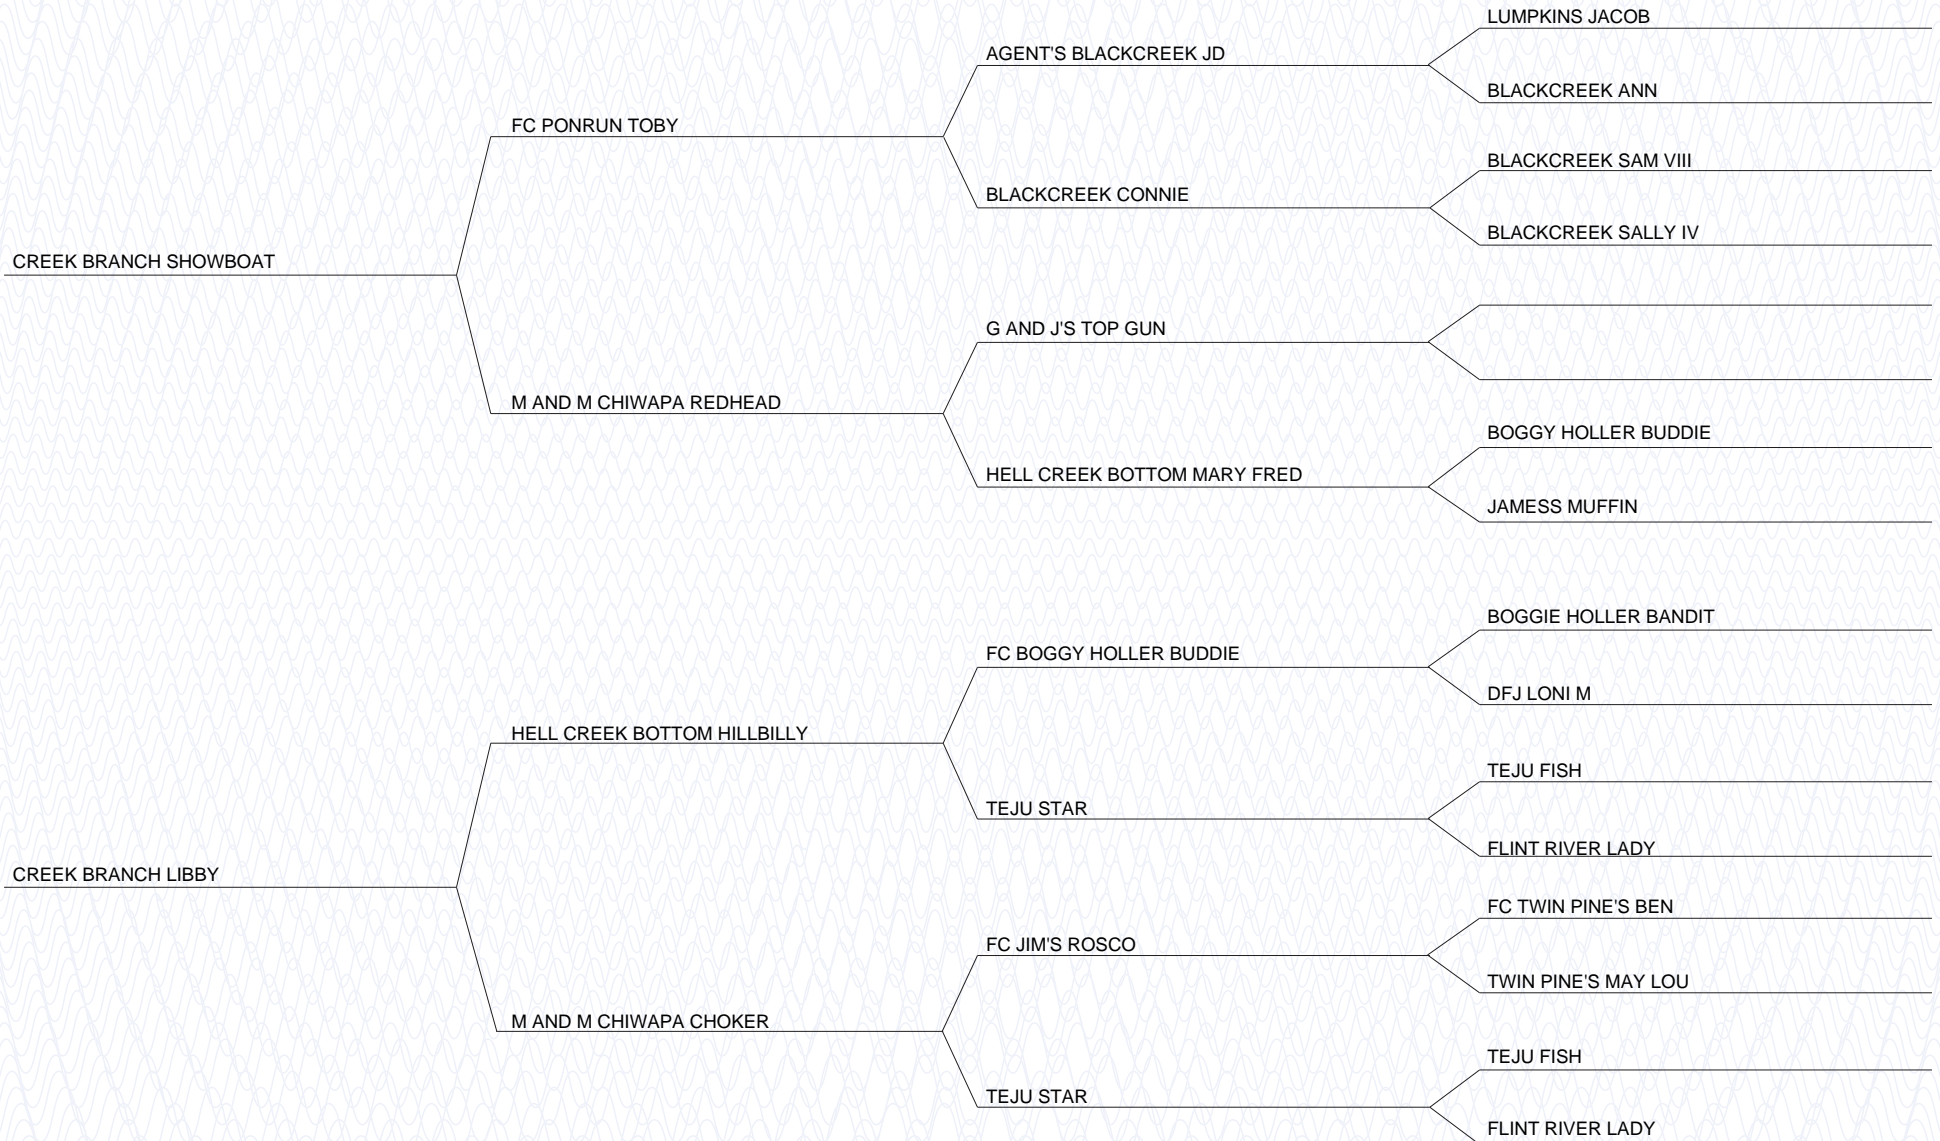 LUMPKINS JACOB
AGENT'S BLACKCREEK JD
BLACKCREEK ANN
FC PONRUN TOBY
BLACKCREEK SAM VIII
BLACKCREEK CONNIE
BLACKCREEK SALLY IV
CREEK BRANCH SHOWBOAT
G AND J'S TOP GUN
M AND M CHIWAPA REDHEAD
BOGGY HOLLER BUDDIE
HELL CREEK BOTTOM MARY FRED
JAMESS MUFFIN
BOGGIE HOLLER BANDIT
FC BOGGY HOLLER BUDDIE
DFJ LONI M
HELL CREEK BOTTOM HILLBILLY
TEJU FISH
TEJU STAR
FLINT RIVER LADY
CREEK BRANCH LIBBY
FC TWIN PINE'S BEN
FC JIM'S ROSCO
TWIN PINE'S MAY LOU
M AND M CHIWAPA CHOKER
TEJU FISH
TEJU STAR
FLINT RIVER LADY